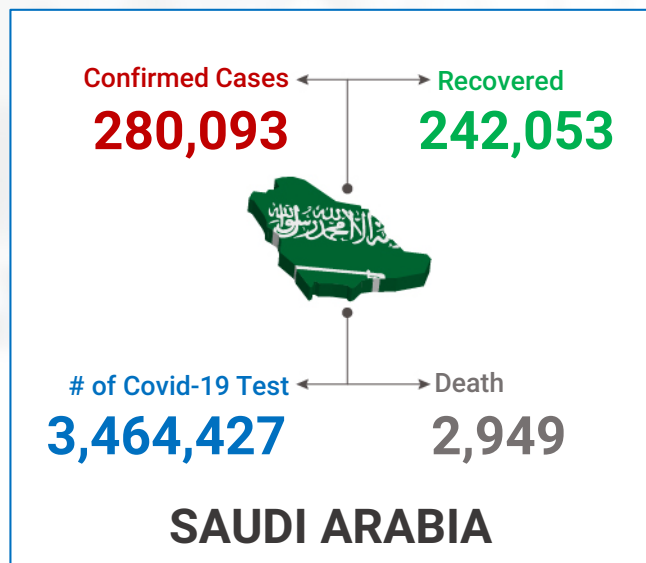 Confirmed Cases
280,093
Recovered
242,053
# of Covid-19 Test
3,464,427
Death
2,949
SAUDI ARABIA